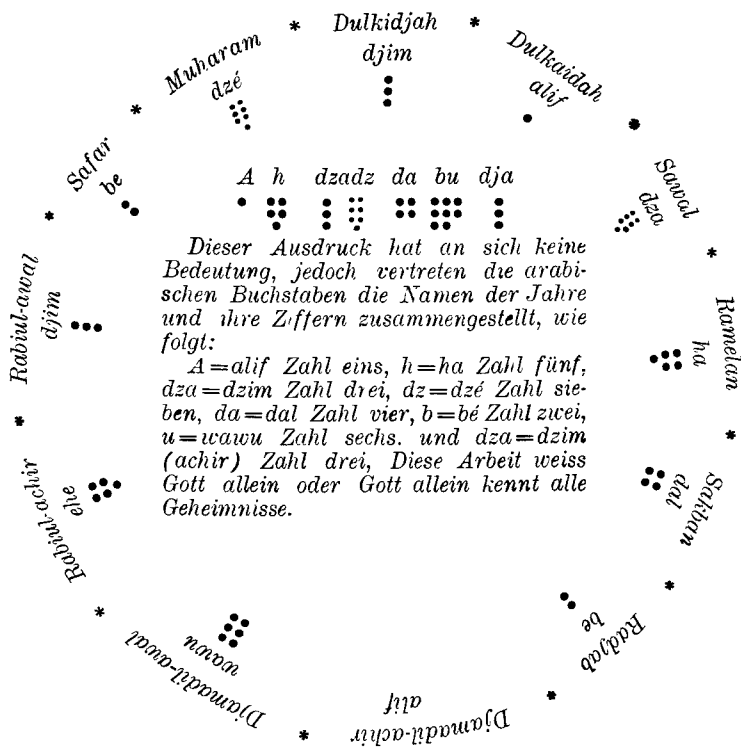 Dulkidjah
djim
Dulkaidah
alif
Sawal
dza
Ramelan
ha
Sakban
dal
Radjab
be
Djamadil-achir
alif
Djamadil-awal
wawu
Rabiul-achir
ehe
Rabiul-awal
djim
Safar
be
Muharam
dzé
A h dzadz da bu dja
Dieser Ausdruck hat an sich keine
Bedeutung, jedoch vertreten die arabi-
schen Buchstaben die Namen der Jahre
und ihre Ziffern zusammengestellt, wie
folgt:
A=alif Zahl eins, h=ha Zahl fünf,
dza=dzim Zahl drei, dz=dzé Zahl sie-
ben, da=dal Zahl vier, b=bé Zahl zwei,
u=wawu Zahl sechs. und dza=dzim
(achir) Zahl drei, Diese Arbeit weiss
Gott allein oder Gott allein kennt alle
Geheimnisse.